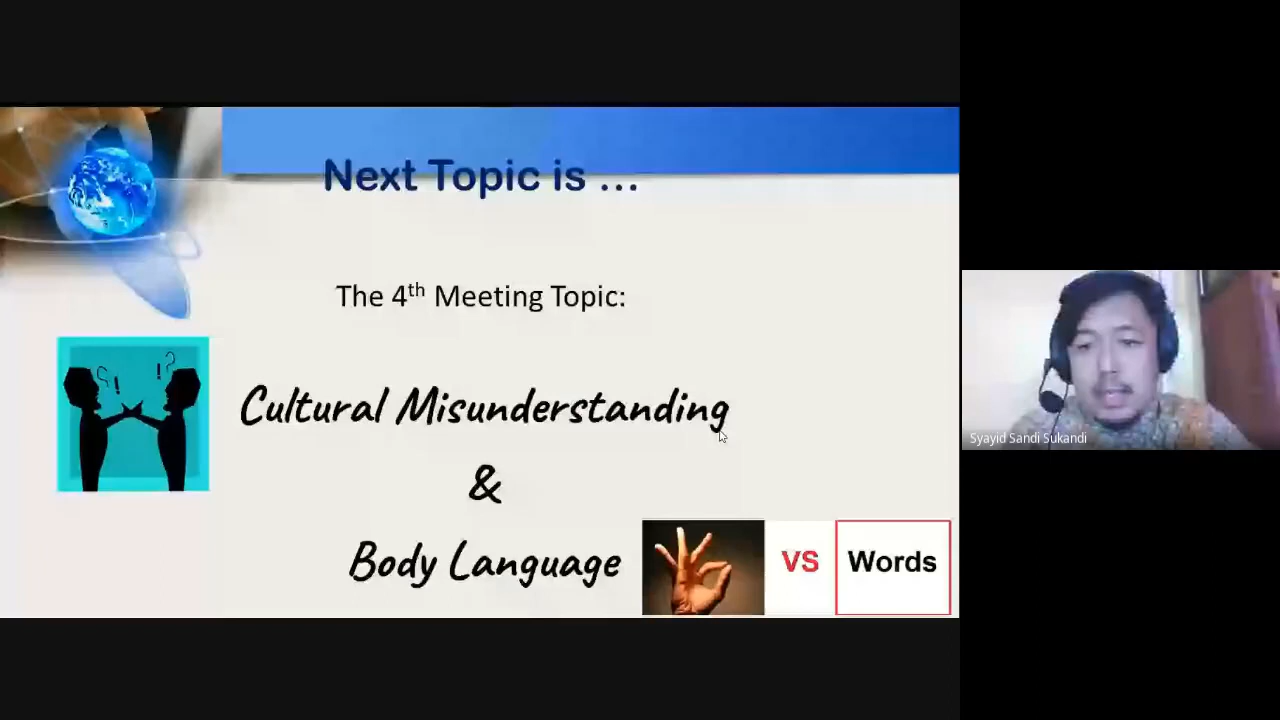 Next Topic is ...
The 4th Meeting Topic:
Cultural Misunderstanding
&
Body Language
VS
Words
Syayid Sandi Sukandi